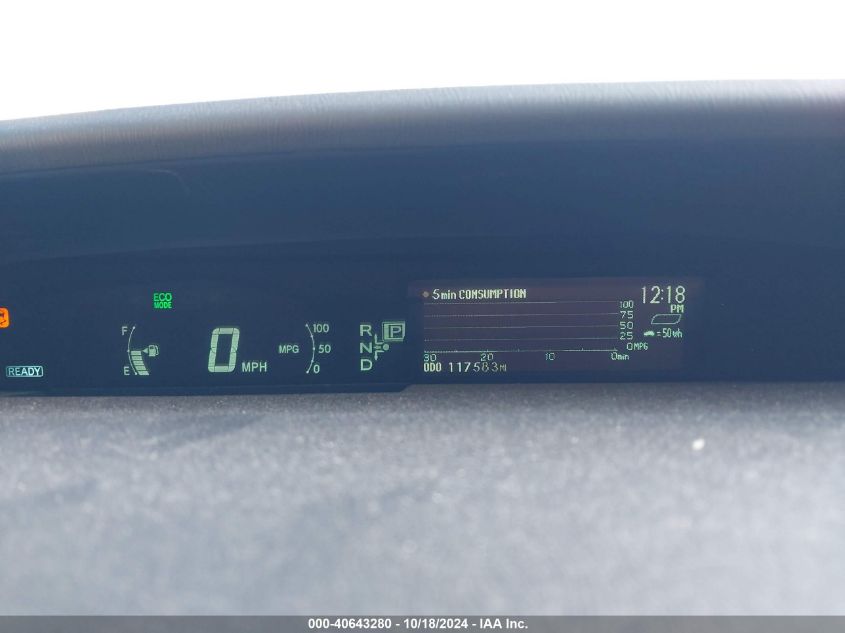 5min CONSUMPTION 12:18
PM
ECO
MODE
100
75
50
25
0MPG
=50Wh
30 20 10 0min
ODO 117583MI
F
E
0 MPH
MPG
100
50
0
R P
N
D
READY
000-40643280 - 10/18/2024 - IAA Inc.